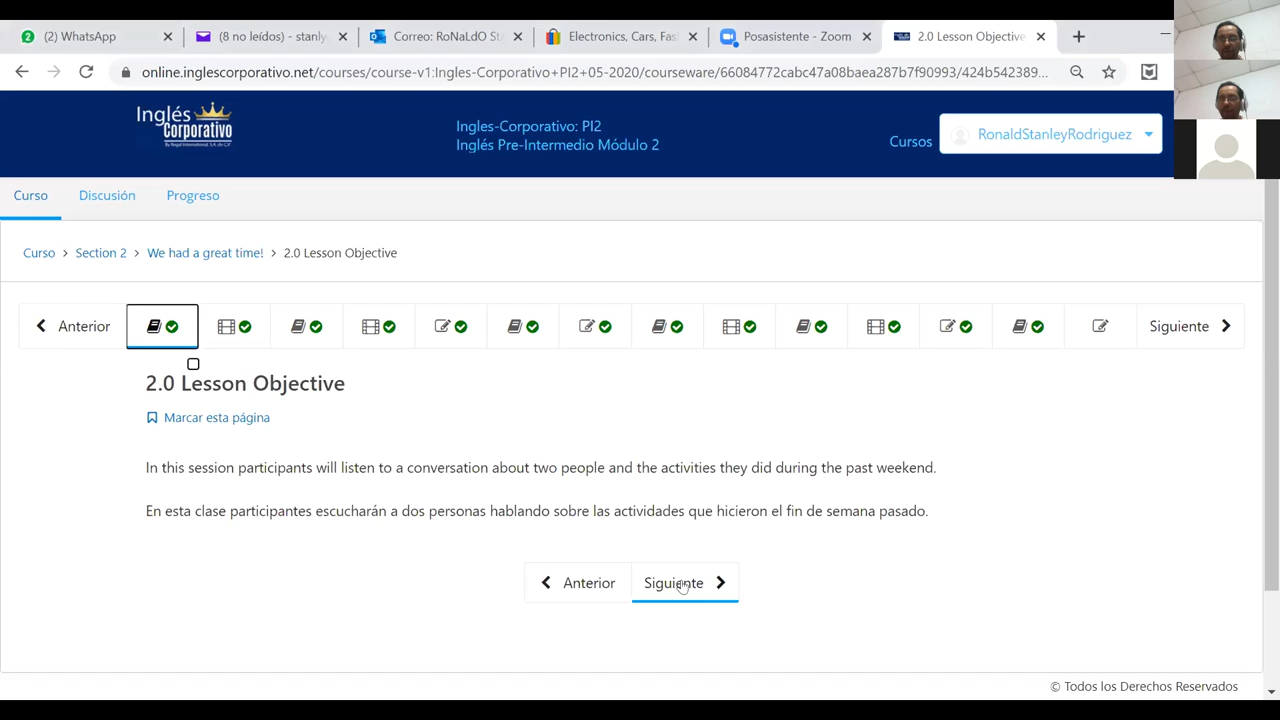 (2) WhatsApp
(8 no leídos) - stanly
Correo: RoNaLdO St
Electronics, Cars, Fas
Posasistente - Zoom
2.0 Lesson Objective
online.inglescorporativo.net/courses/course-v1:Ingles-Corporativo+PI2+05-2020/courseware/66084772cabc47a08baea287b7f90993/424b542389...
Inglés
Corporativo
By Regal International, S.A. de C.V.
Ingles-Corporativo: PI2
Inglés Pre-Intermedio Módulo 2
Cursos
RonaldStanleyRodriguez
Curso
Discusión
Progreso
Curso > Section 2 > We had a great time! > 2.0 Lesson Objective
Anterior
Siguiente
2.0 Lesson Objective
Marcar esta página
In this session participants will listen to a conversation about two people and the activities they did during the past weekend.
En esta clase participantes escucharán a dos personas hablando sobre las actividades que hicieron el fin de semana pasado.
Anterior
Siguiente
© Todos los Derechos Reservados